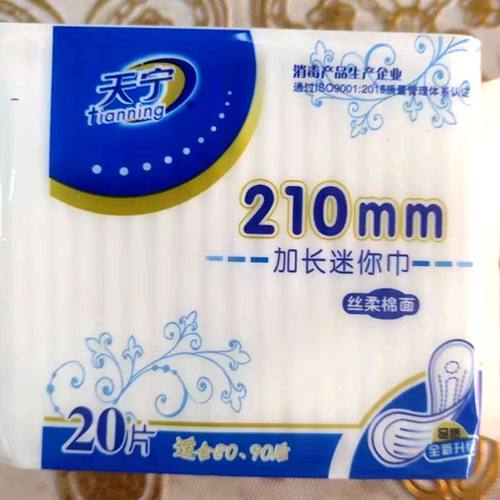 天宁
tianning
消毒产品生产企业
通过ISO9001:2015质量管理体系认证
210mm
加长迷你巾
丝柔棉面
20片
适合80、90后
品质
全新升级